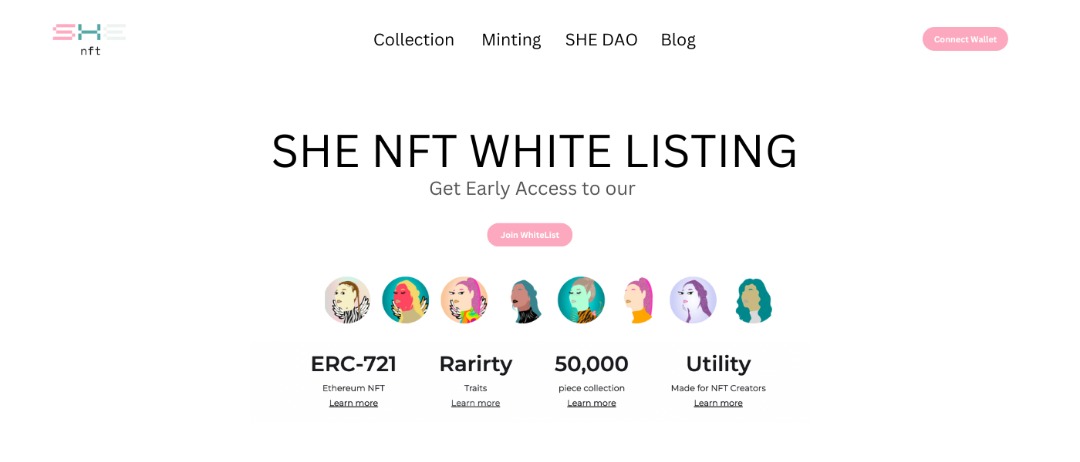 SHE
nft
Collection Minting SHE DAO Blog
Connect Wallet
SHE NFT WHITE LISTING
Get Early Access to our
Join WhiteList
ERC-721 Rarirty 50,000 Utility
Ethereum NFT Traits piece collection Made for NFT Creators
Learn more Learn more Learn more Learn more